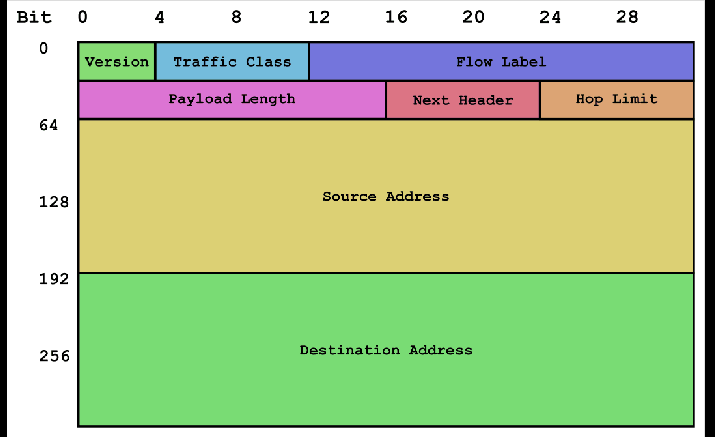 Bit 0 4 8 12 16 20 24 28
0
Version Traffic Class Flow Label
Payload Length Next Header Hop Limit
64
Source Address
128
192
Destination Address
256